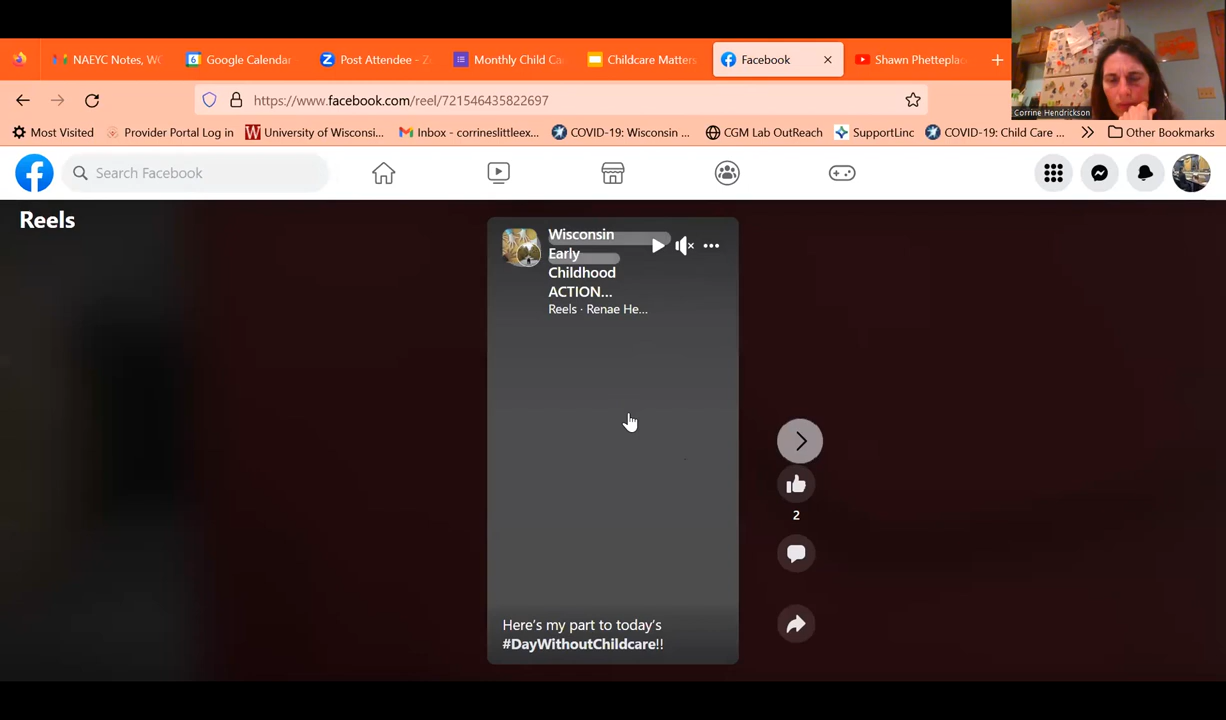 NAEYC Notes, WC
Google Calendar
Post Attendee - Z
Monthly Child Ca
Childcare Matters
Facebook
Shawn Phetteplac
https://www.facebook.com/reel/721546435822697
Corrine Hendrickson
Most Visited
Provider Portal Log in
University of Wisconsi...
Inbox - corrineslittleex...
COVID-19: Wisconsin ...
CGM Lab OutReach
SupportLinc
COVID-19: Child Care ...
Other Bookmarks
Search Facebook
Reels
Wisconsin
Early
Childhood
ACTION...
Reels · Renae He...
2
Here's my part to today's
#DayWithoutChildcare!!